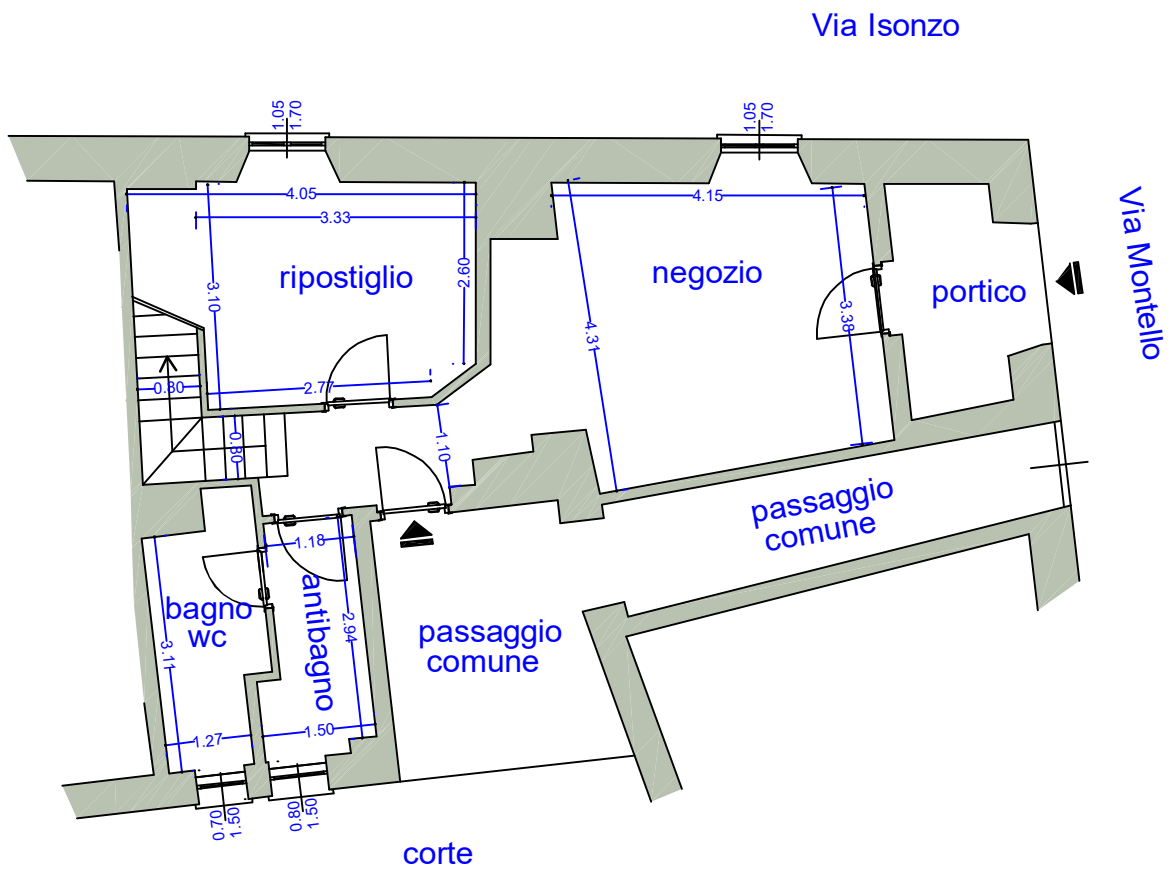 Via Isonzo
1.05
1.70
1.05
1.70
4.05
4.15
3.33
Via Montello
ripostiglio
negozio
portico
2.60
3.10
3.38
4.31
0.80
2.77
1.10
0.80
passaggio
comune
1.18
bagno
wc
antibagno
2.94
3.11
passaggio
comune
1.50
1.27
0.70
1.50
0.80
1.50
corte